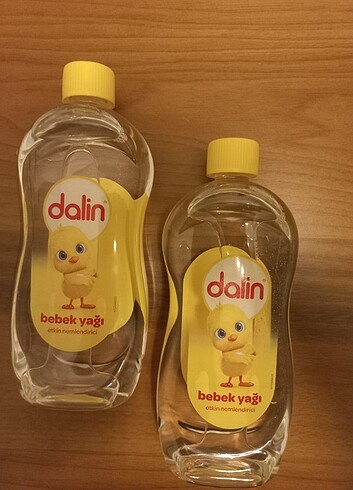 dalin
bebek yağı
etkin nemlendirici
dalin
bebek yağı
etkin nemlendirici